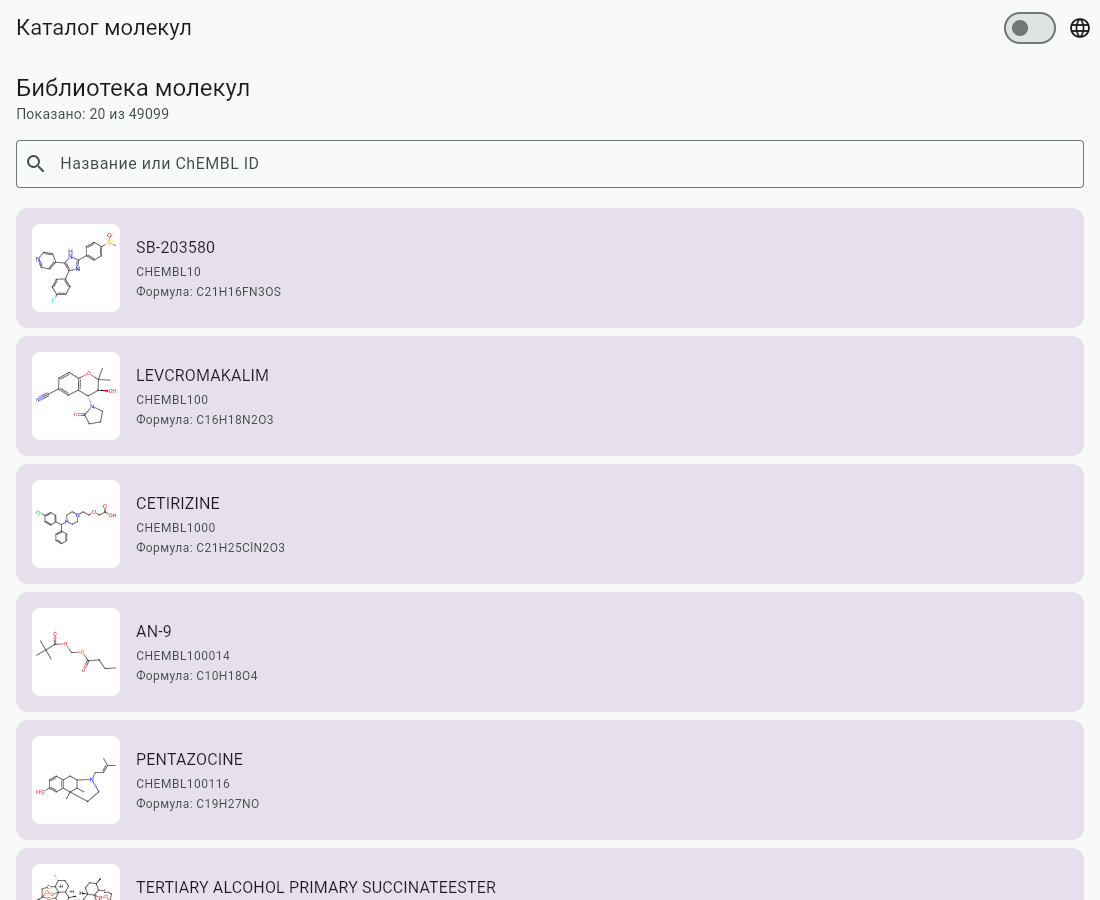 Каталог молекул
Библиотека молекул
Показано: 20 из 49099
Название или ChEMBL ID
SB-203580
CHEMBL10
Формула: C21H16FN3OS
LEVCROMAKALIM
CHEMBL100
Формула: C16H18N2O3
CETIRIZINE
CHEMBL1000
Формула: C21H25ClN2O3
AN-9
CHEMBL100014
Формула: C10H18O4
PENTAZOCINE
CHEMBL100116
Формула: C19H27NO
TERTIARY ALCOHOL PRIMARY SUCCINATEESTER